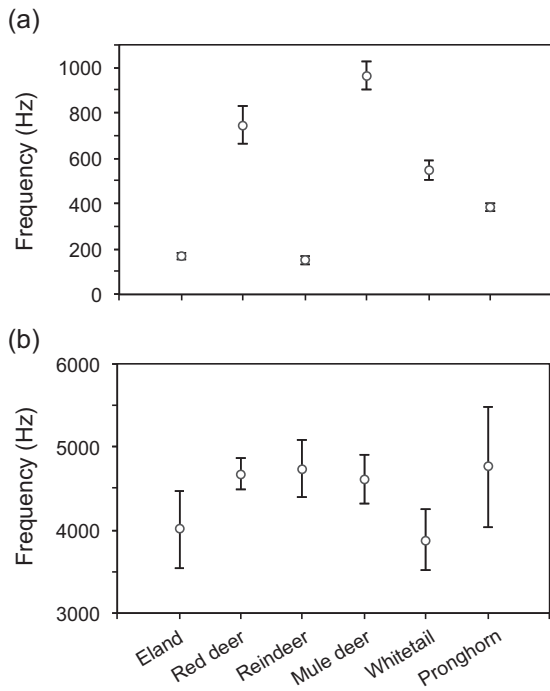 (a)
Frequency (Hz)
1000
800
600
400
200
0
(b)
Frequency (Hz)
6000
5000
4000
3000
Eland
Red deer
Reindeer
Mule deer
Whitetail
Pronghorn